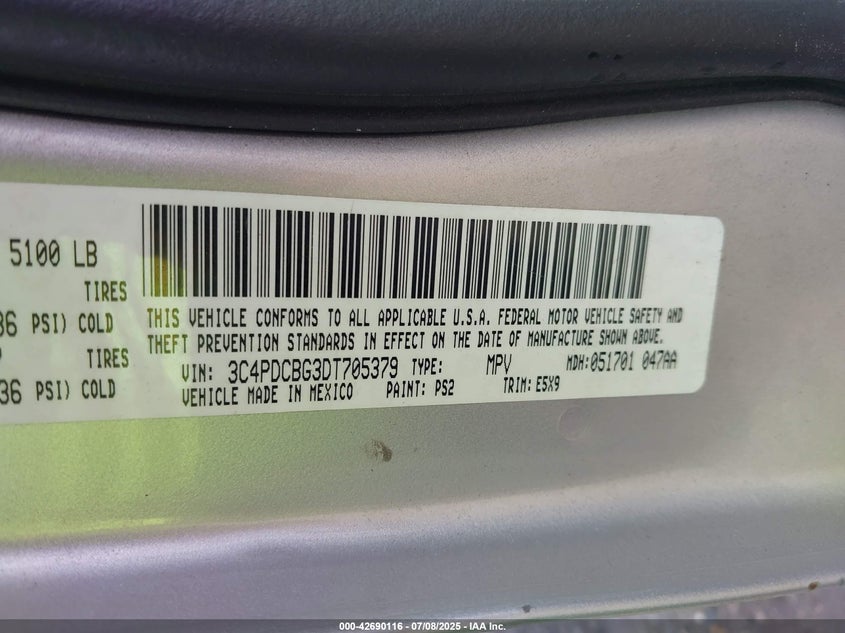 5100 LB
TIRES
36 PSI) COLD
TIRES
36 PSI) COLD
THIS VEHICLE CONFORMS TO ALL APPLICABLE U.S.A. FEDERAL MOTOR VEHICLE SAFETY AND
THEFT PREVENTION STANDARDS IN EFFECT ON THE DATE OF MANUFACTURE SHOWN ABOVE.
VIN: 3C4PDCBG3DT705379 TYPE: MPV MDH:051701 047AA
VEHICLE MADE IN MEXICO PAINT: PS2 TRIM: E5X9
000-42690116 - 07/08/2025 - IAA Inc.